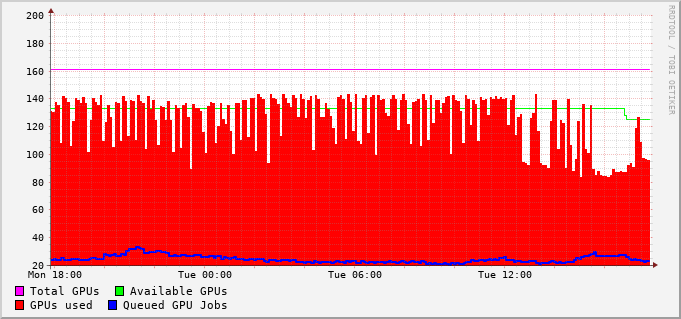 RRDTOOL / TOBI OETIKER
200
180
160
140
120
100
80
60
40
20
Mon 18:00 Tue 00:00 Tue 06:00 Tue 12:00
Total GPUs Available GPUs
GPUs used Queued GPU Jobs